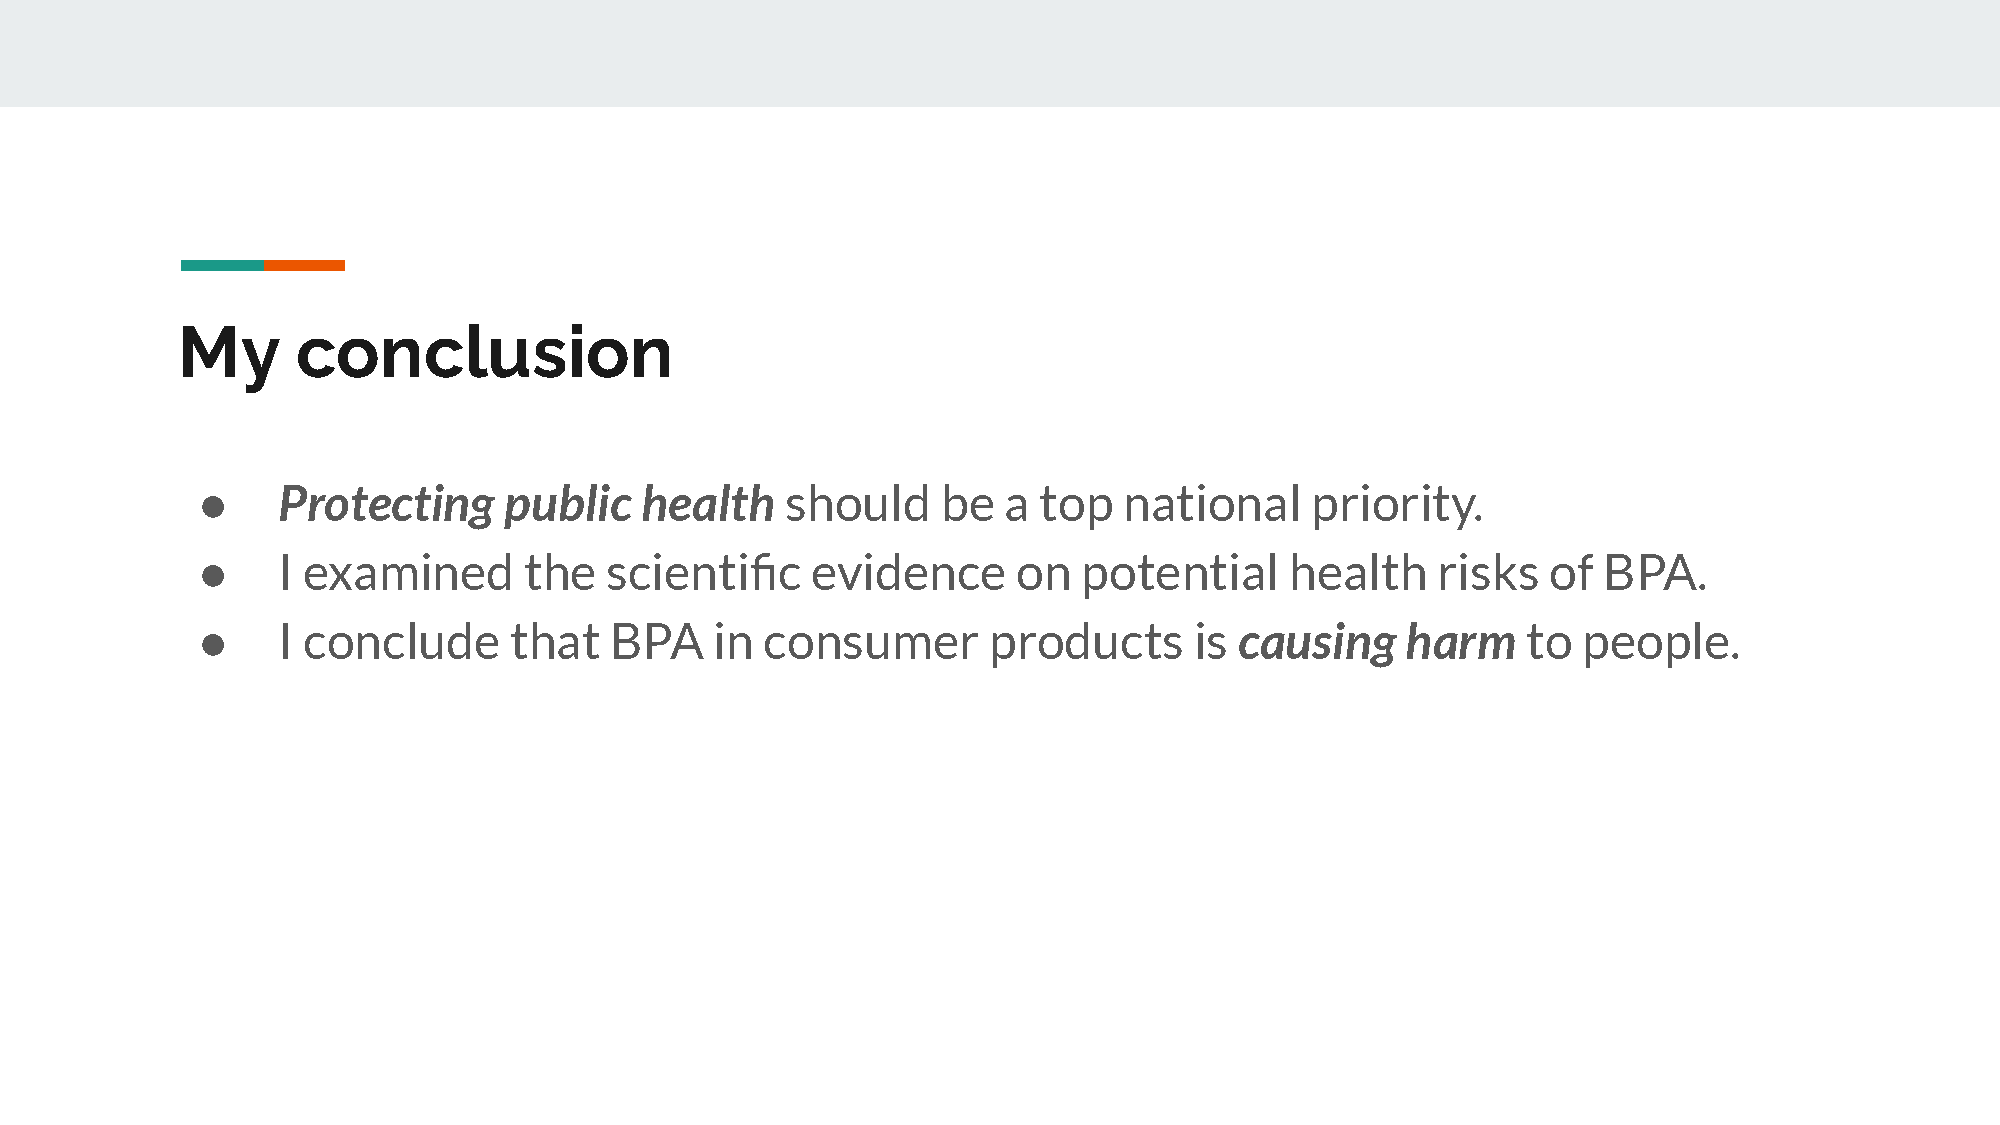 My conclusion
● Protecting public health should be a top national priority.
● I examined the scientific evidence on potential health risks of BPA.
● I conclude that BPA in consumer products is causing harm to people.